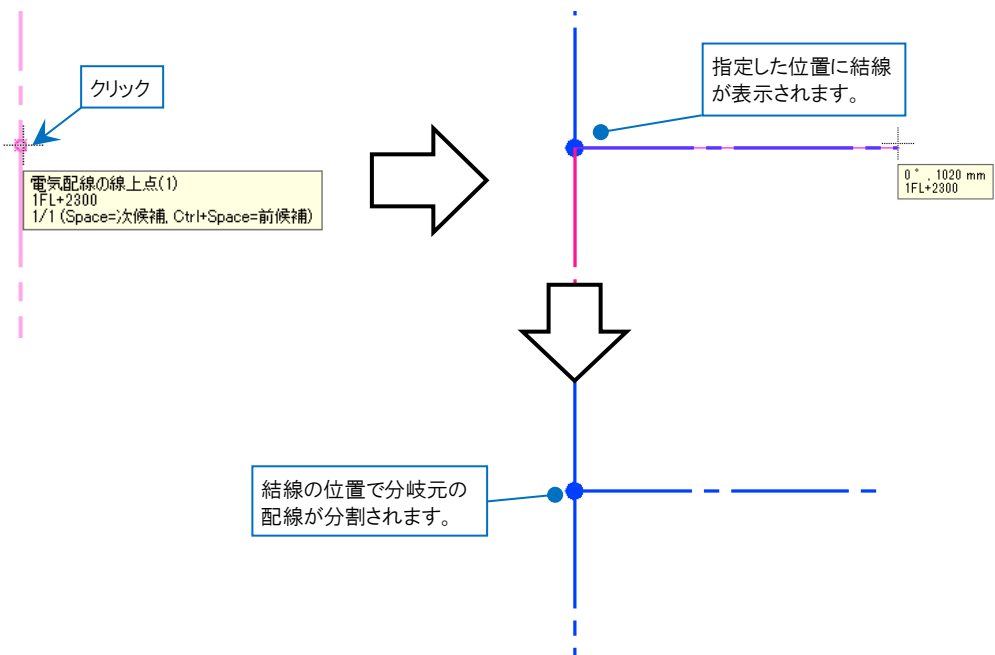 クリック
電気配線の線上点(1)
1FL+2300
1/1 (Space=次候補, Ctrl+Space=前候補)
指定した位置に結線
が表示されます。
0°, 1020 mm
1FL+2300
結線の位置で分岐元の
配線が分割されます。